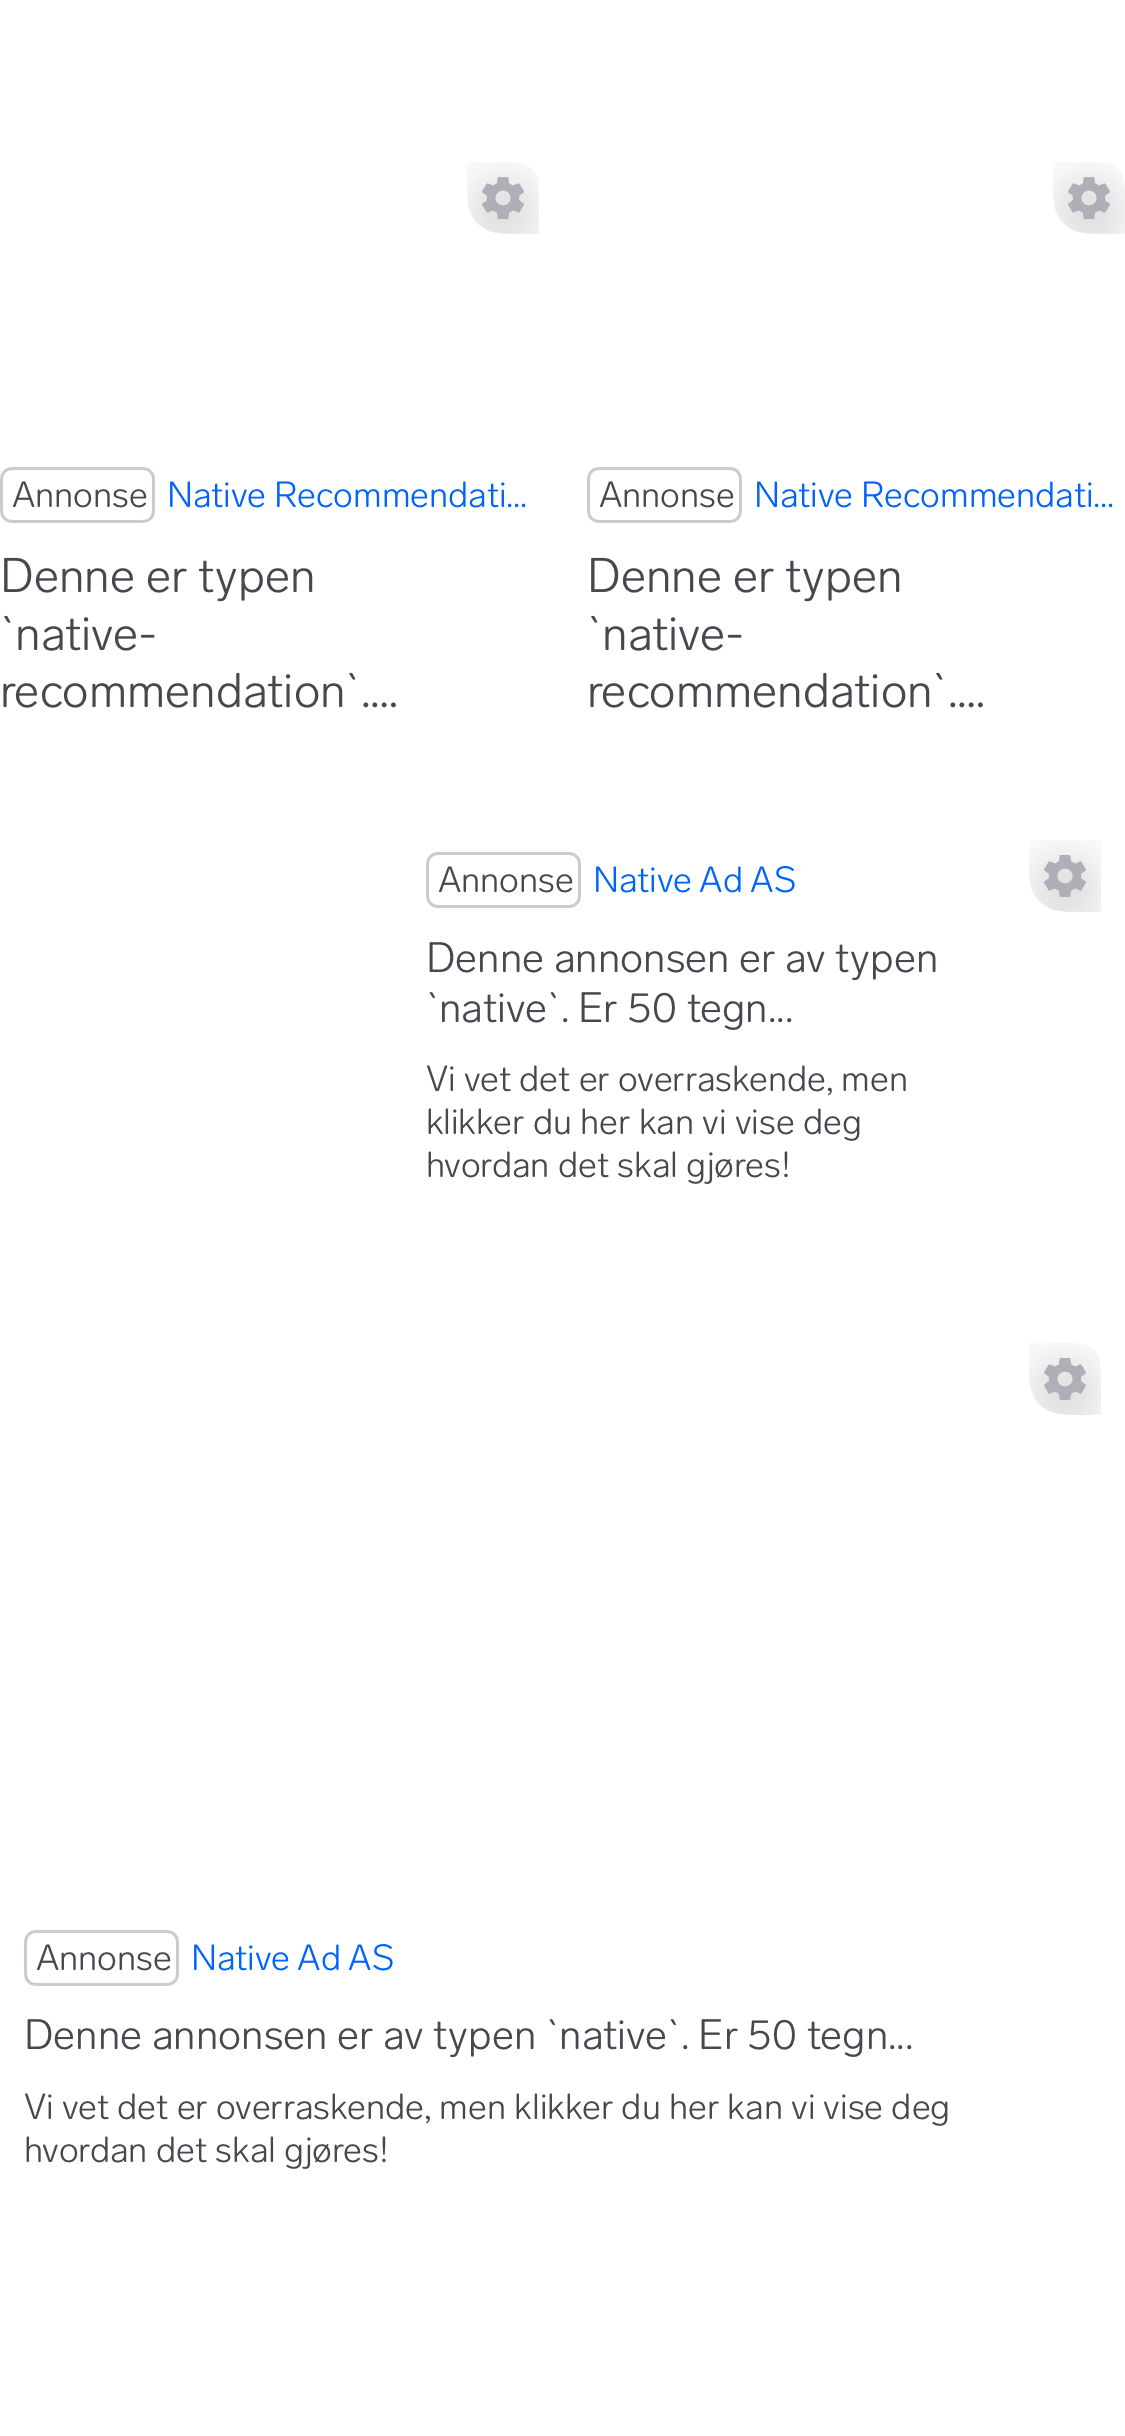 Annonse Native Recommendati...
Denne er typen
`native-
recommendation`....
Annonse Native Recommendati...
Denne er typen
`native-
recommendation`....
Annonse Native Ad AS
Denne annonsen er av typen
`native`. Er 50 tegn...
Vi vet det er overraskende, men
klikker du her kan vi vise deg
hvordan det skal gjøres!
Annonse Native Ad AS
Denne annonsen er av typen `native`. Er 50 tegn...
Vi vet det er overraskende, men klikker du her kan vi vise deg
hvordan det skal gjøres!